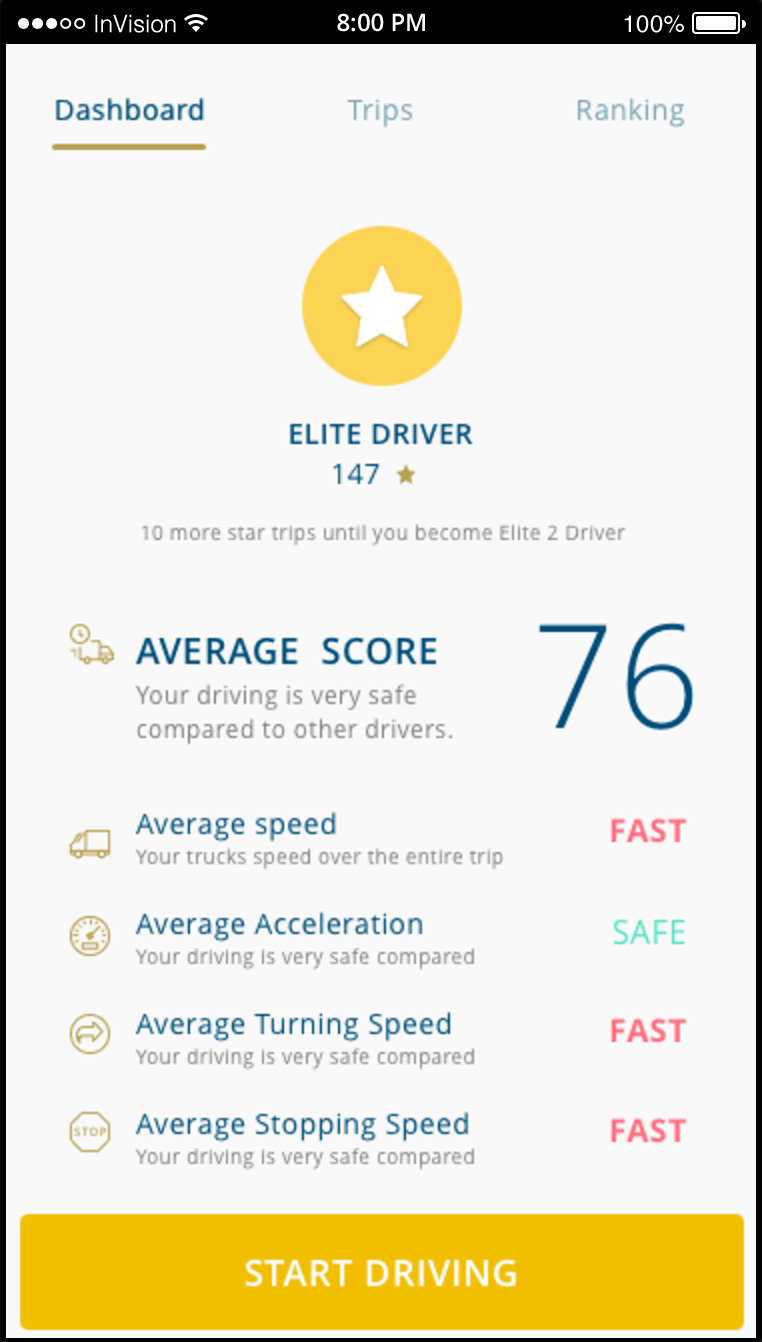 InVision 8:00 PM 100%
Dashboard Trips Ranking
ELITE DRIVER
147
10 more star trips until you become Elite 2 Driver
AVERAGE SCORE 76
Your driving is very safe
compared to other drivers.
Average speed FAST
Your trucks speed over the entire trip
Average Acceleration SAFE
Your driving is very safe compared
Average Turning Speed FAST
Your driving is very safe compared
STOP Average Stopping Speed FAST
Your driving is very safe compared
START DRIVING